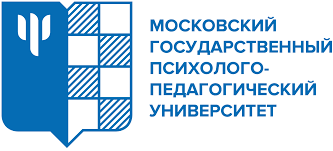 МОСКОВСКИЙ
ГОСУДАРСТВЕННЫЙ
ПСИХОЛОГО-
ПЕДАГОГИЧЕСКИЙ
УНИВЕРСИТЕТ